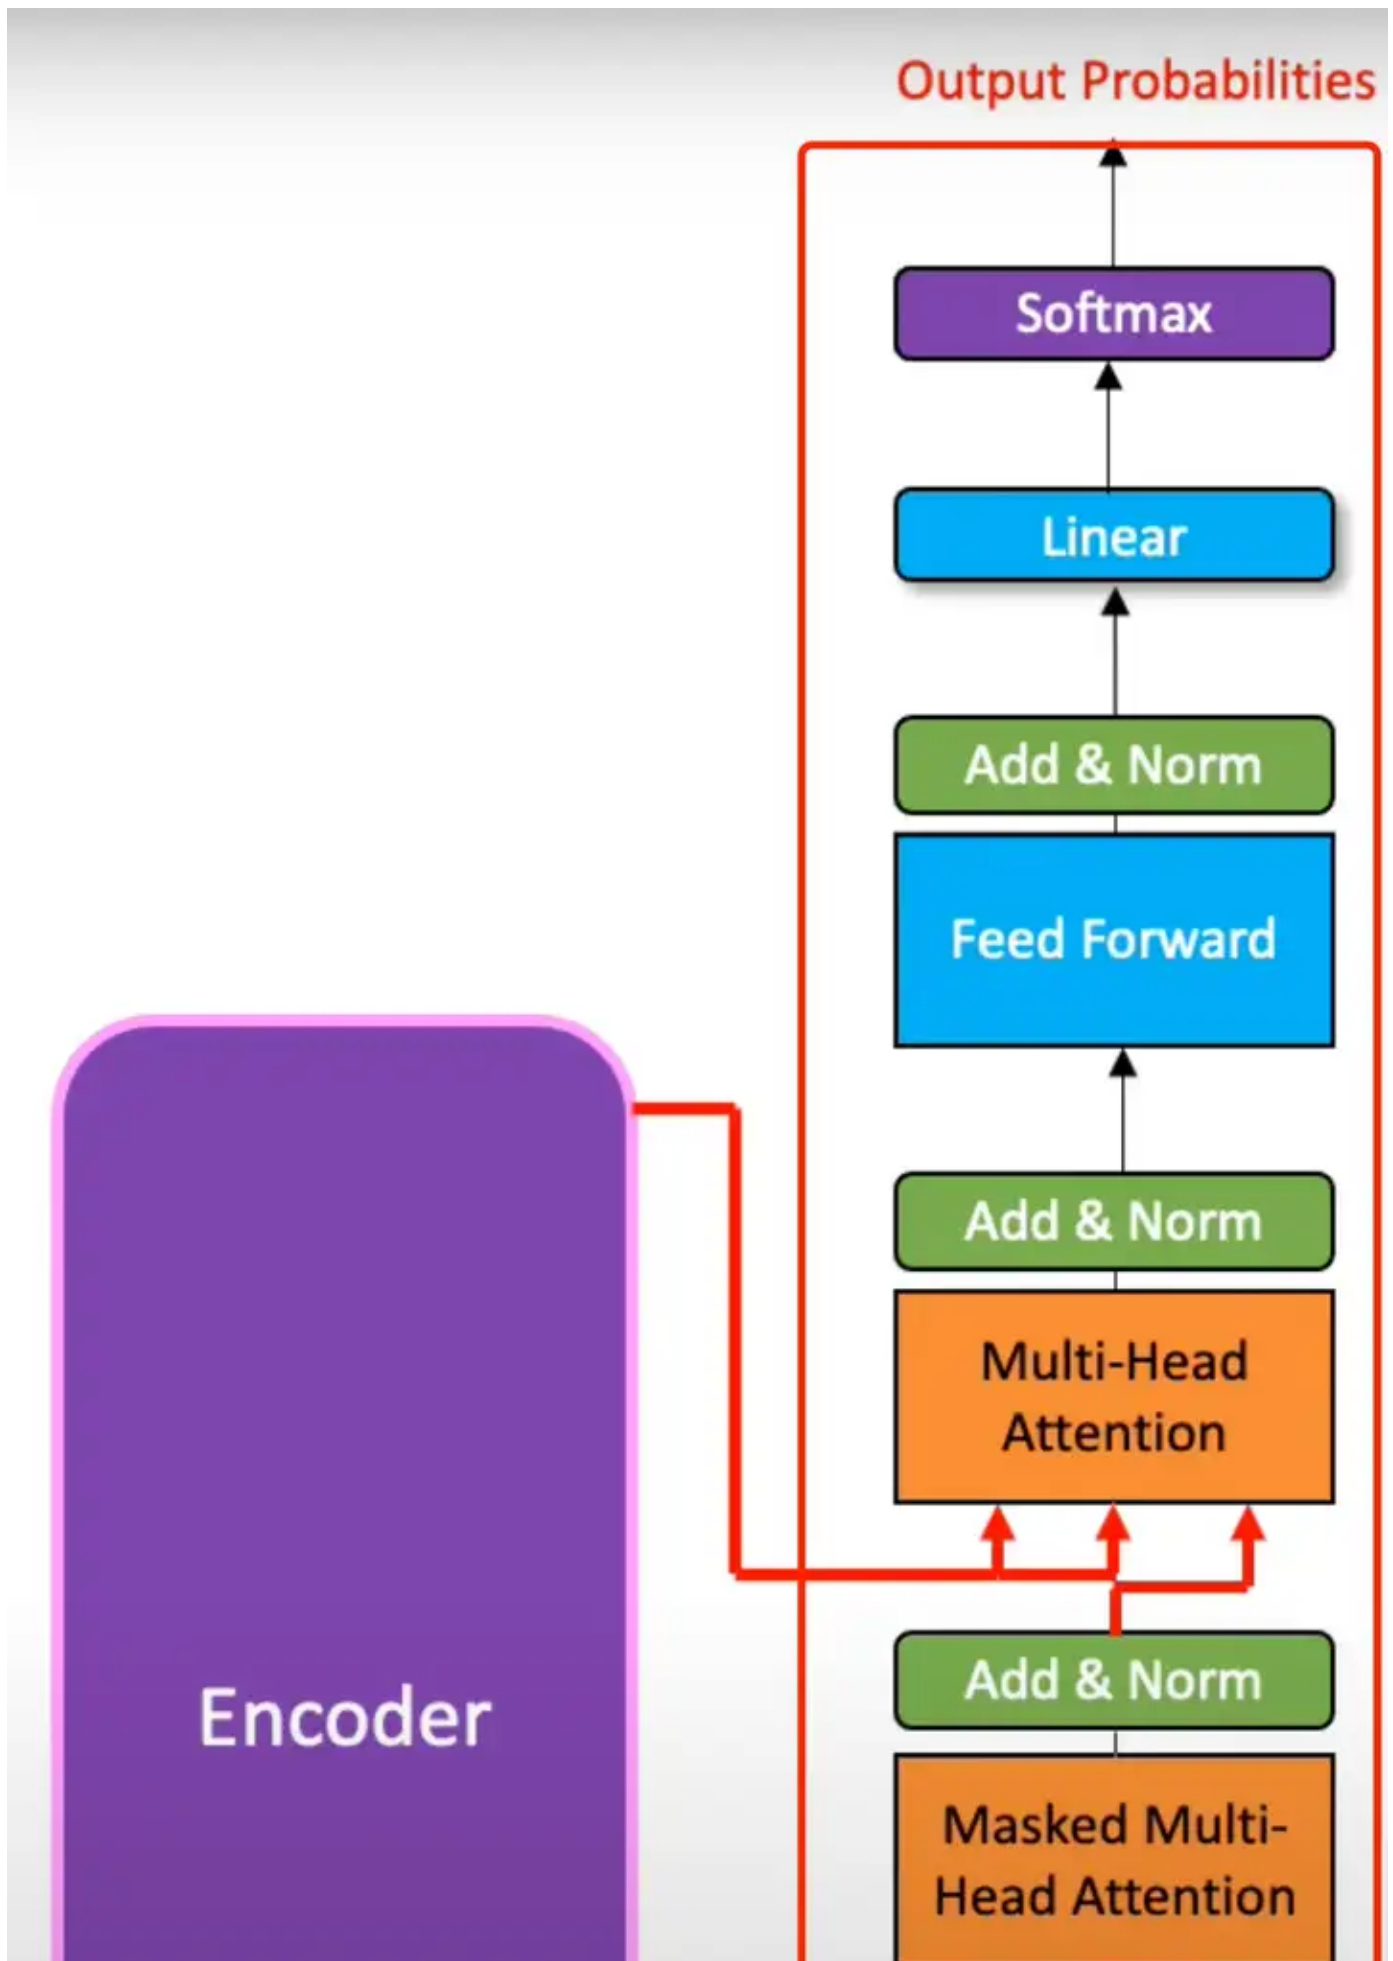 Output Probabilities
Softmax
Linear
Add & Norm
Feed Forward
Add & Norm
Multi-Head
Attention
Add & Norm
Encoder
Masked Multi-
Head Attention